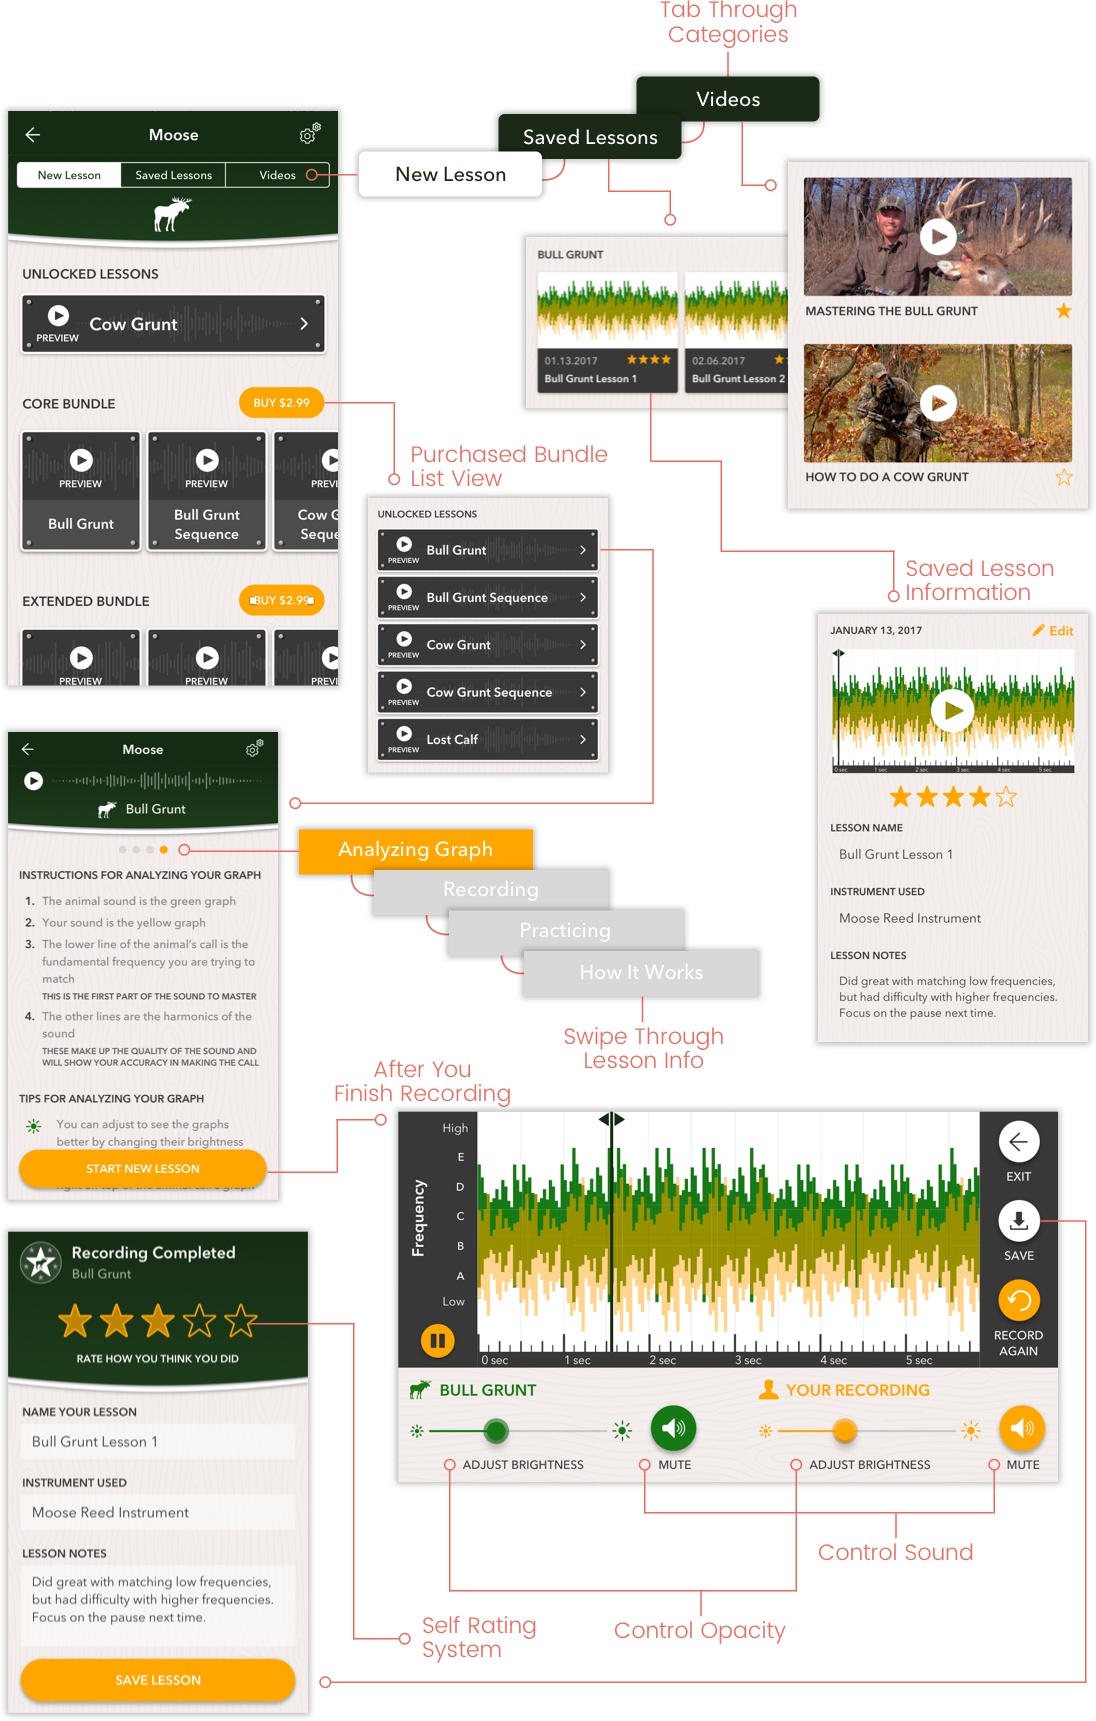 Tab Through
Categories
Videos
Saved Lessons
New Lesson
Moose
New Lesson
Saved Lessons
Videos
UNLOCKED LESSONS
PREVIEW
Cow Grunt
CORE BUNDLE
BUY $2.99
PREVIEW
Bull Grunt
PREVIEW
Bull Grunt
Sequence
PREV
Cow G
Seque
EXTENDED BUNDLE
BUY $2.99
PREVIEW
PREVIEW
PREV
BULL GRUNT
01.13.2017
Bull Grunt Lesson 1
02.06.2017
Bull Grunt Lesson 2
MASTERING THE BULL GRUNT
HOW TO DO A COW GRUNT
Purchased Bundle
List View
UNLOCKED LESSONS
PREVIEW
Bull Grunt
PREVIEW
Bull Grunt Sequence
PREVIEW
Cow Grunt
PREVIEW
Cow Grunt Sequence
PREVIEW
Lost Calf
Saved Lesson
Information
JANUARY 13, 2017
Edit
0 sec
1 sec
2 sec
3 sec
4 sec
5 sec
LESSON NAME
Bull Grunt Lesson 1
INSTRUMENT USED
Moose Reed Instrument
LESSON NOTES
Did great with matching low frequencies,
but had difficulty with higher frequencies.
Focus on the pause next time.
Moose
Bull Grunt
INSTRUCTIONS FOR ANALYZING YOUR GRAPH
1. The animal sound is the green graph
2. Your sound is the yellow graph
3. The lower line of the animal's call is the
fundamental frequency you are trying to
match
THIS IS THE FIRST PART OF THE SOUND TO MASTER
4. The other lines are the harmonics of the
sound
THESE MAKE UP THE QUALITY OF THE SOUND AND
WILL SHOW YOUR ACCURACY IN MAKING THE CALL
TIPS FOR ANALYZING YOUR GRAPH
You can adjust to see the graphs
better by changing their brightness
START NEW LESSON
right on top of the animal call's graph
Analyzing Graph
Recording
Practicing
How It Works
Swipe Through
Lesson Info
After You
Finish Recording
Frequency
High
E
D
C
B
A
Low
0 sec
1 sec
2 sec
3 sec
4 sec
5 sec
EXIT
SAVE
RECORD
AGAIN
BULL GRUNT
ADJUST BRIGHTNESS
MUTE
YOUR RECORDING
ADJUST BRIGHTNESS
MUTE
Control Sound
Control Opacity
Recording Completed
Bull Grunt
RATE HOW YOU THINK YOU DID
NAME YOUR LESSON
Bull Grunt Lesson 1
INSTRUMENT USED
Moose Reed Instrument
LESSON NOTES
Did great with matching low frequencies,
but had difficulty with higher frequencies.
Focus on the pause next time.
SAVE LESSON
Self Rating
System